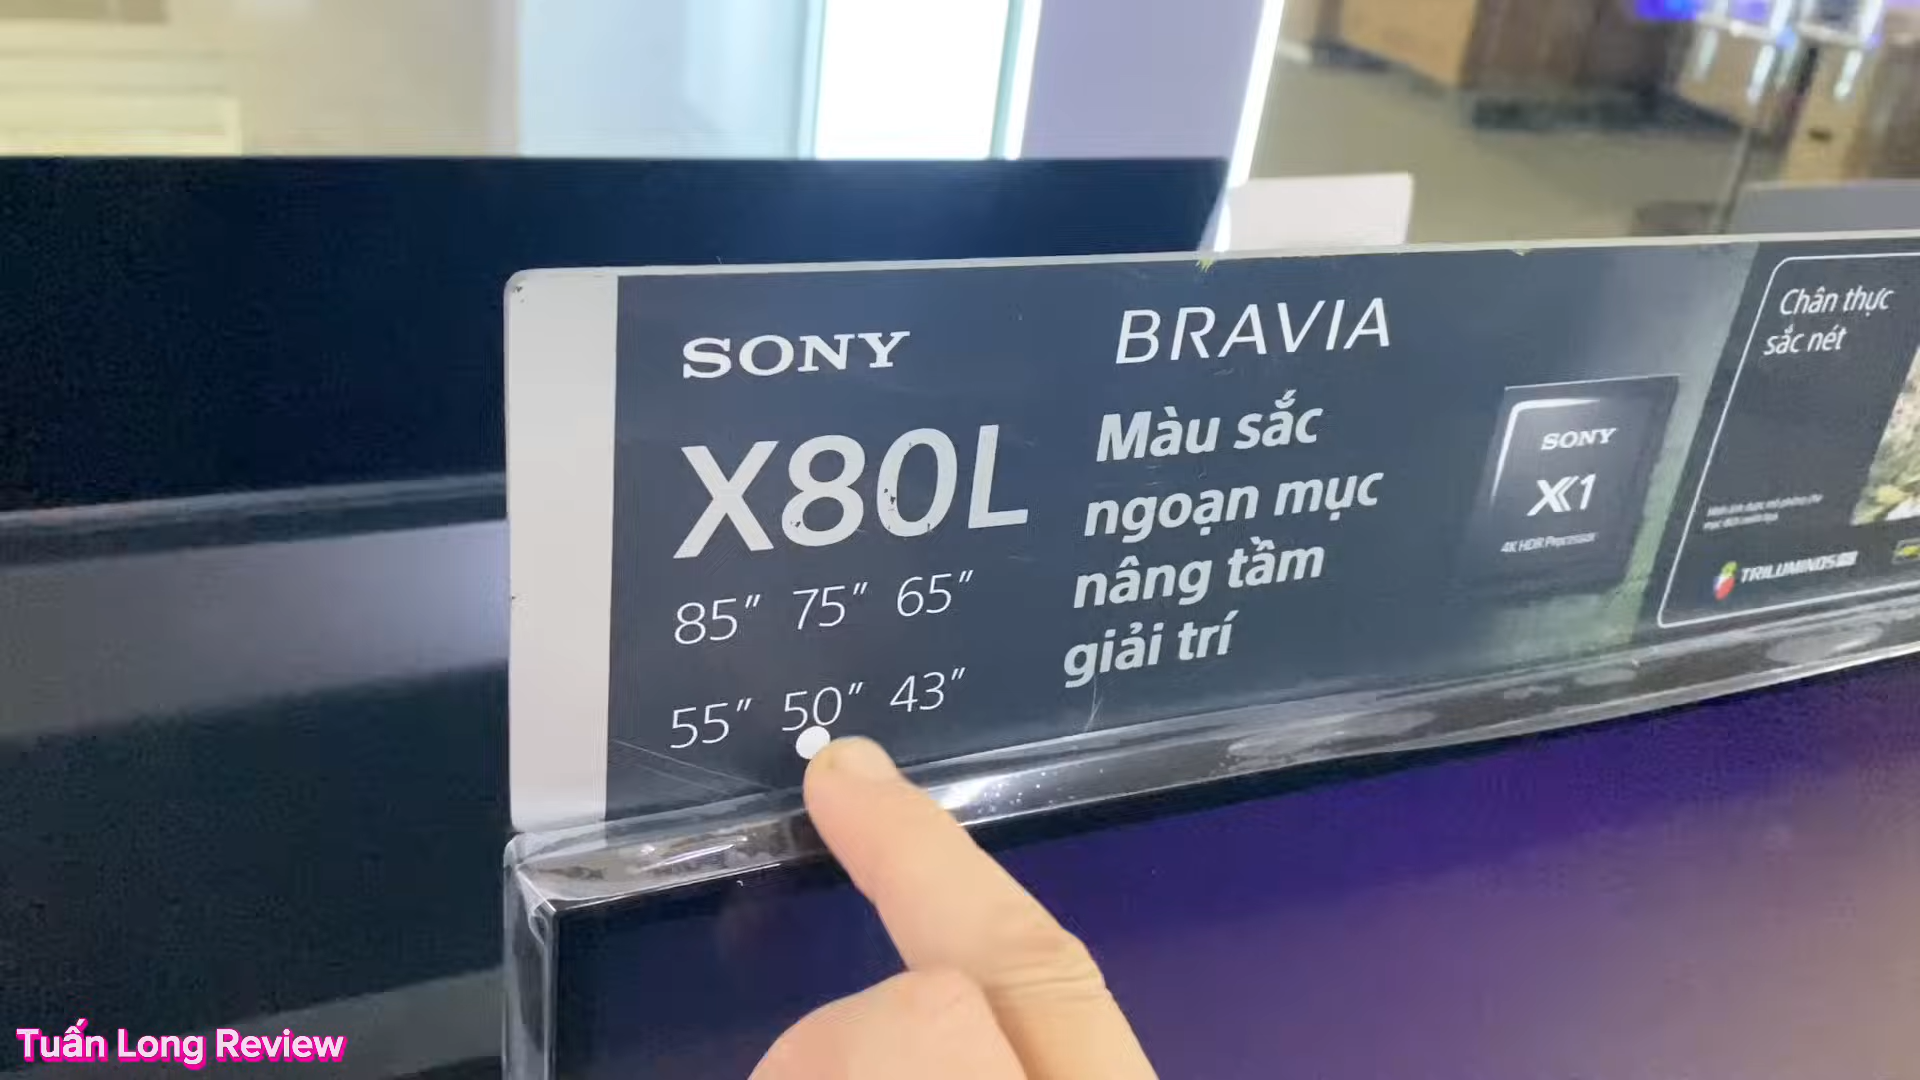 SONY
X80L
85" 75" 65"
55" 50" 43"
BRAVIA
Màu sắc
ngoạn mục
nâng tầm
giải trí
SONY
X1
4K HDR Processor
Chân thực
sắc nét
TRILUMINOS
Tuấn Long Review